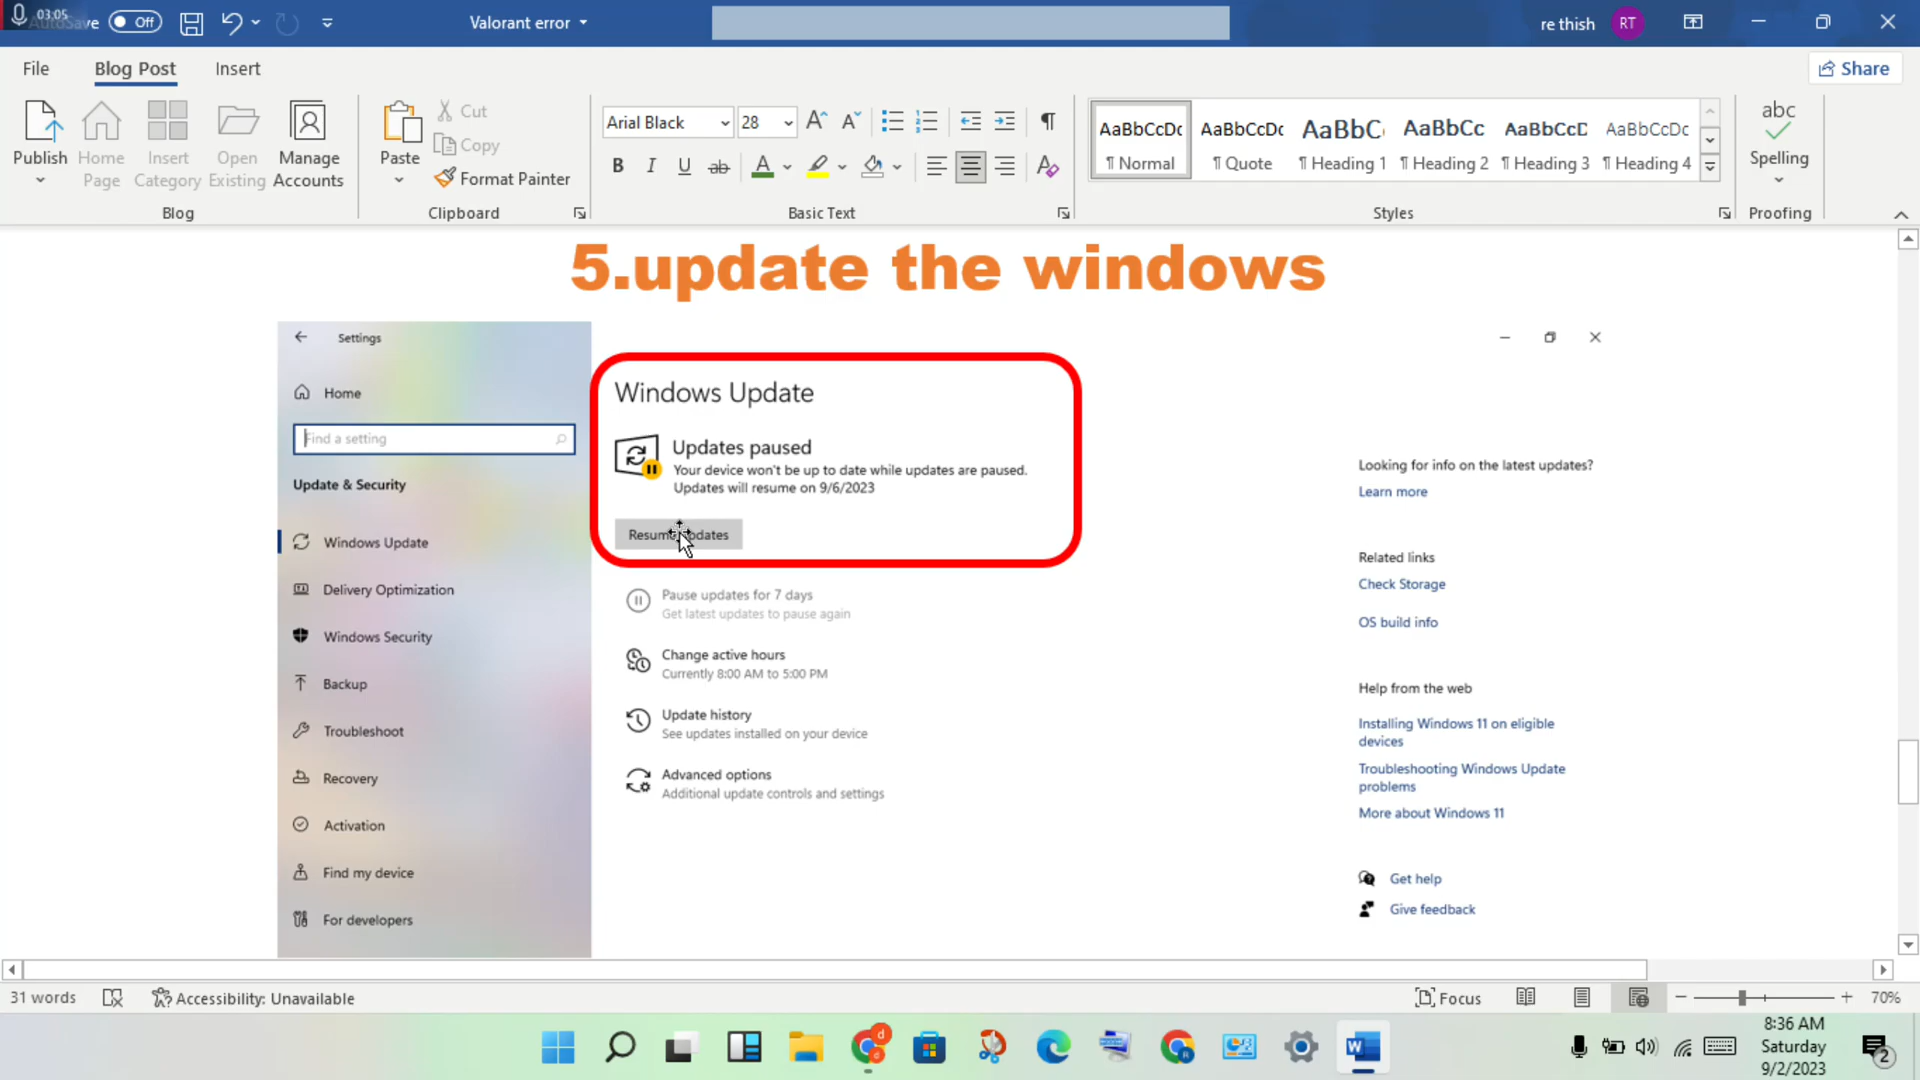 03:05
AutoSave Off
Valorant error
re thish RT
File Blog Post Insert
Share
Publish
Home Page
Insert Category
Open Existing
Manage Accounts
Blog
Paste
Cut
Copy
Format Painter
Clipboard
Arial Black 28
B I U ab
A
Basic Text
AaBbCcDc AaBbCcDc AaBbC AaBbCc AaBbCcD AaBbCcDc
¶ Normal ¶ Quote ¶ Heading 1 ¶ Heading 2 ¶ Heading 3 ¶ Heading 4
Styles
abc
Spelling
Proofing
5.update the windows
Settings
Home
Find a setting
Update & Security
Windows Update
Delivery Optimization
Windows Security
Backup
Troubleshoot
Recovery
Activation
Find my device
For developers
Windows Update
Updates paused
Your device won't be up to date while updates are paused.
Updates will resume on 9/6/2023
Resume updates
Pause updates for 7 days
Get latest updates to pause again
Change active hours
Currently 8:00 AM to 5:00 PM
Update history
See updates installed on your device
Advanced options
Additional update controls and settings
Looking for info on the latest updates?
Learn more
Related links
Check Storage
OS build info
Help from the web
Installing Windows 11 on eligible
devices
Troubleshooting Windows Update
problems
More about Windows 11
Get help
Give feedback
31 words
Accessibility: Unavailable
Focus
70%
8:36 AM
Saturday
9/2/2023
2